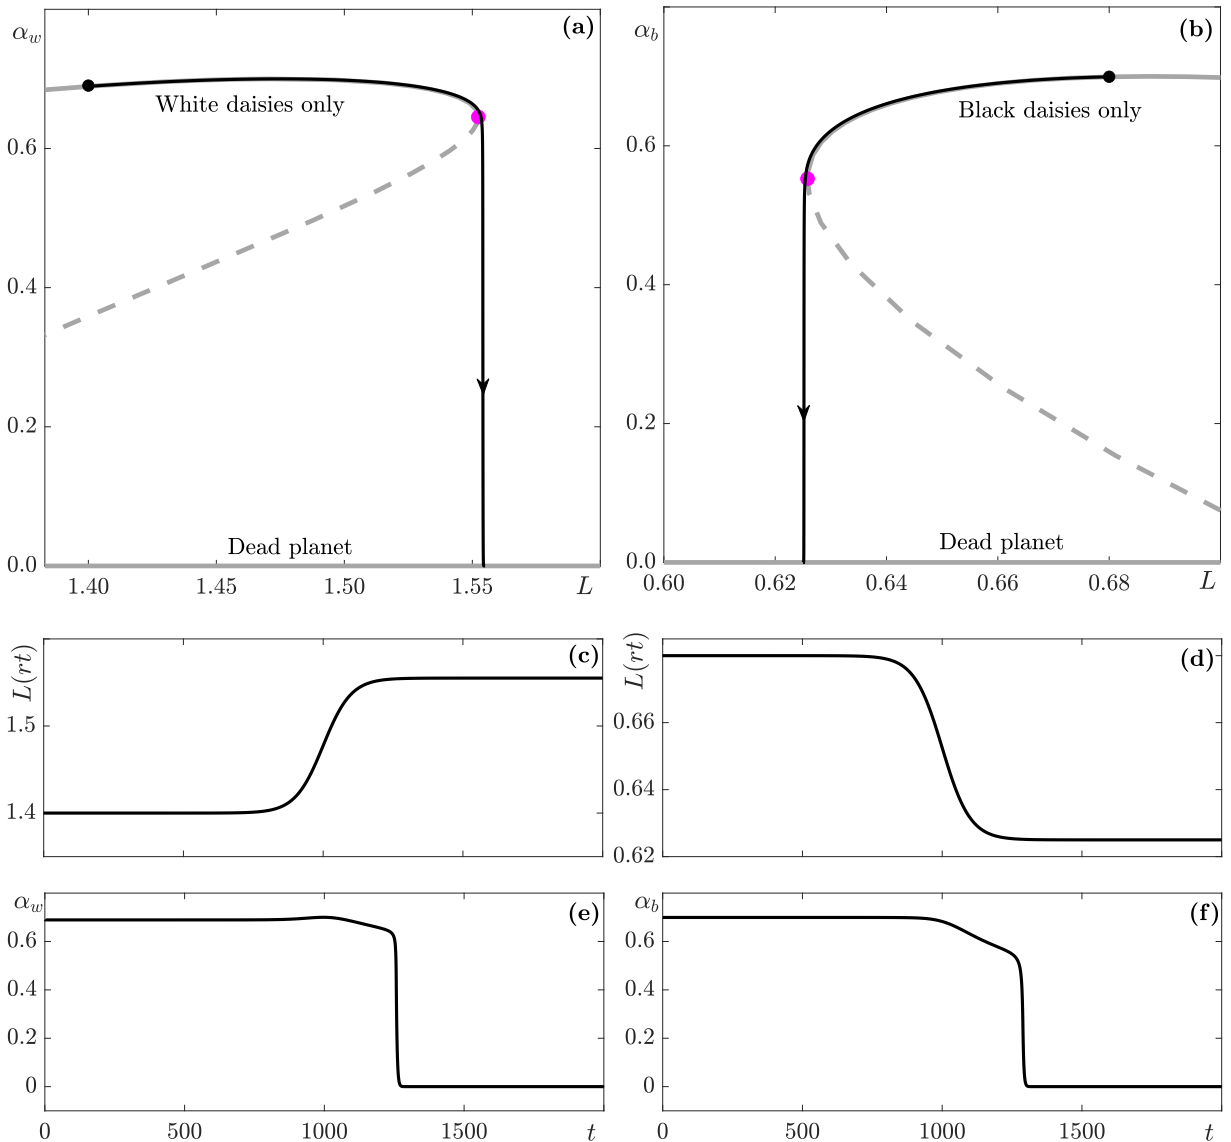 α_w
(a)
White daisies only
0.6
0.4
0.2
Dead planet
0.0
1.40 1.45 1.50 1.55 L
α_b
(b)
Black daisies only
0.6
0.4
0.2
Dead planet
0.0
0.60 0.62 0.64 0.66 0.68 L
L(rt)
(c)
1.5
1.4
L(rt)
(d)
0.66
0.64
0.62
α_w
(e)
0.6
0.4
0.2
0
0 500 1000 1500 t
α_b
(f)
0.6
0.4
0.2
0
0 500 1000 1500 t